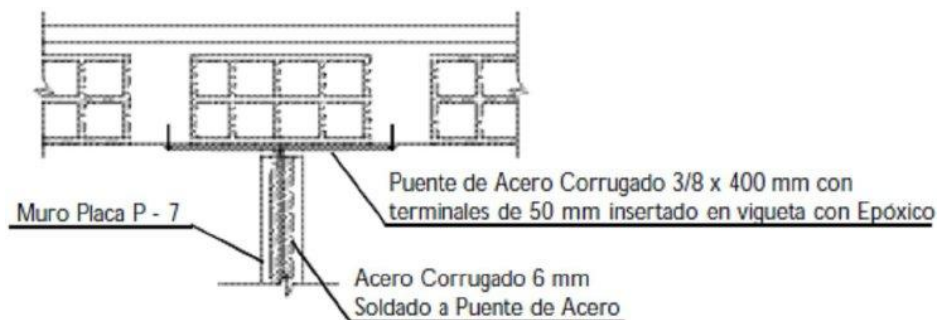 Puente de Acero Corrugado 3/8 x 400 mm con
terminales de 50 mm insertado en vigueta con Epóxico
Muro Placa P - 7
Acero Corrugado 6 mm
Soldado a Puente de Acero